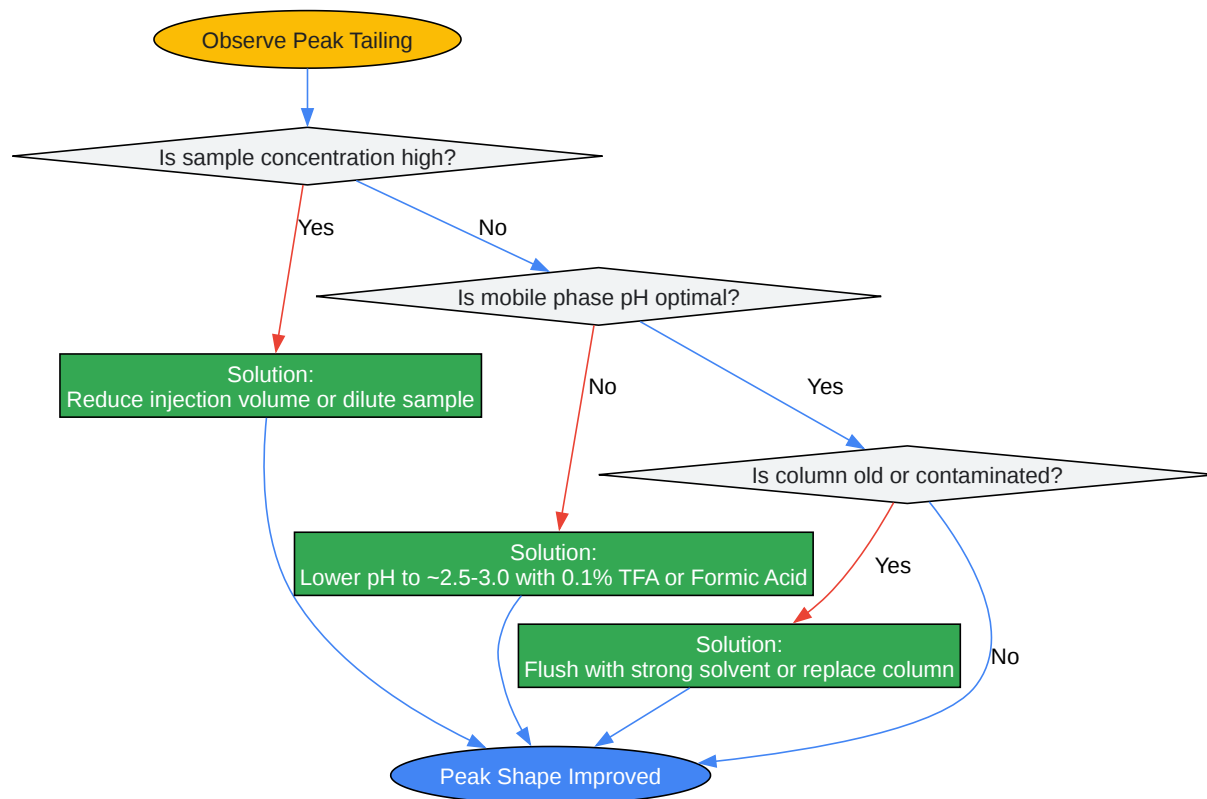 Observe Peak Tailing
Is sample concentration high?
Yes
No
Is mobile phase pH optimal?
Solution:
Reduce injection volume or dilute sample
No
Yes
Is column old or contaminated?
Solution:
Lower pH to ~2.5-3.0 with 0.1% TFA or Formic Acid
Yes
Solution:
Flush with strong solvent or replace column
No
Peak Shape Improved